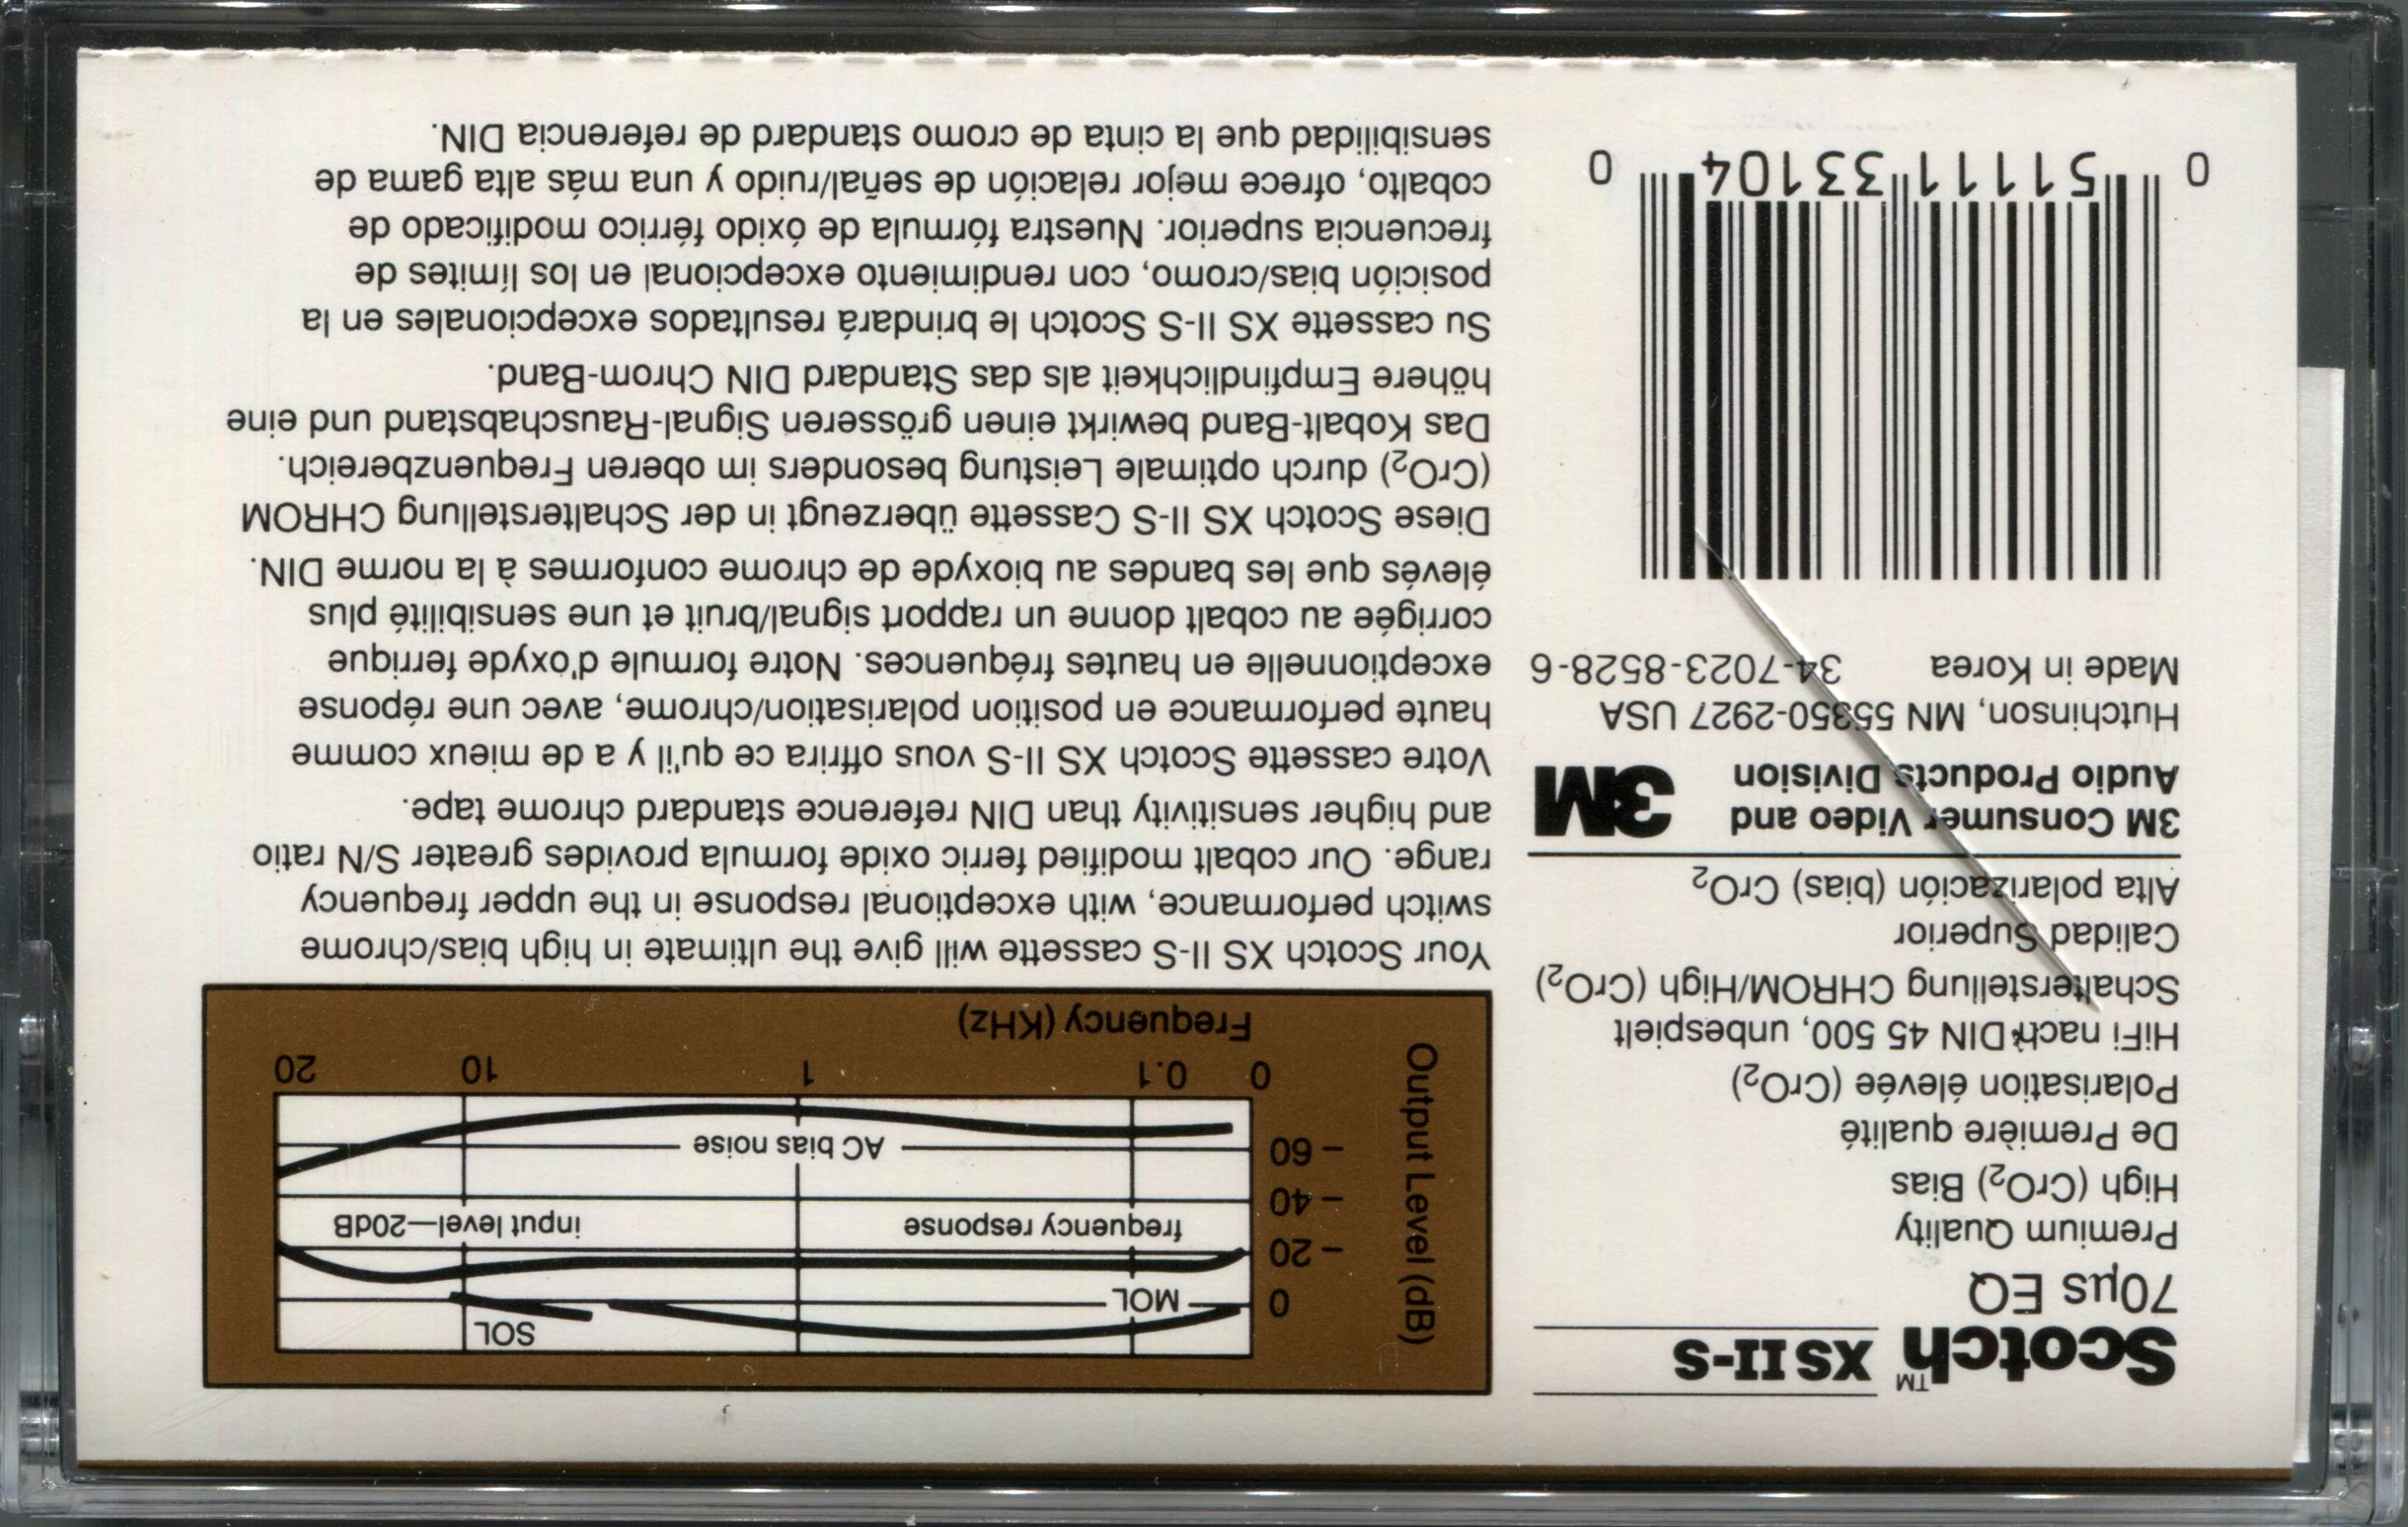 Scotch™ XS II-S
70µs EQ
Premium Quality
High (CrO₂) Bias
De Première qualité
Polarisation élevée (CrO₂)
HiFi nach DIN 45 500, unbespielt
Schalterstellung CHROM/High (CrO₂)
Calidad Superior
Alta polarización (bias) CrO₂
3M Consumer Video and
Audio Products Division
3M
Hutchinson, MN 55350-2927 USA
Made in Korea 34-7023-8528-6
0 51111 33104 0
Output Level (dB)
SOL
0
MOL
-20
frequency response
input level—20dB
-40
-60
AC bias noise
0 0.1 1 10 20
Frequency (KHz)
Your Scotch XS II-S cassette will give the ultimate in high bias/chrome
switch performance, with exceptional response in the upper frequency
range. Our cobalt modified ferric oxide formula provides greater S/N ratio
and higher sensitivity than DIN reference standard chrome tape.
Votre cassette Scotch XS II-S vous offrira ce qu'il y a de mieux comme
haute performance en position polarisation/chrome, avec une réponse
exceptionnelle en hautes fréquences. Notre formule d'oxyde ferrique
corrigée au cobalt donne un rapport signal/bruit et une sensibilité plus
élevés que les bandes au bioxyde de chrome conformes à la norme DIN.
Diese Scotch XS II-S Cassette überzeugt in der Schalterstellung CHROM
(CrO₂) durch optimale Leistung besonders im oberen Frequenzbereich.
Das Kobalt-Band bewirkt einen grösseren Signal-Rauschabstand und eine
höhere Empfindlichkeit als das Standard DIN Chrom-Band.
Su cassette XS II-S Scotch le brindará resultados excepcionales en la
posición bias/cromo, con rendimiento excepcional en los límites de
frecuencia superior. Nuestra fórmula de óxido férrico modificado de
cobalto, ofrece mejor relación de señal/ruido y una más alta gama de
sensibilidad que la cinta de cromo standard de referencia DIN.